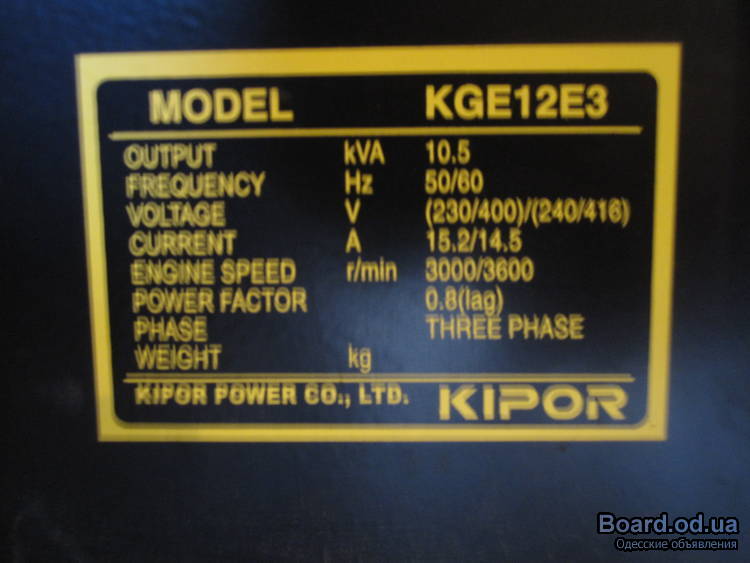 MODEL KGE12E3
OUTPUT kVA 10.5
FREQUENCY Hz 50/60
VOLTAGE V (230/400)/(240/416)
CURRENT A 15.2/14.5
ENGINE SPEED r/min 3000/3600
POWER FACTOR 0.8(lag)
PHASE THREE PHASE
WEIGHT kg
KIPOR POWER CO., LTD. KIPOR
Board.od.ua
Одесские объявления